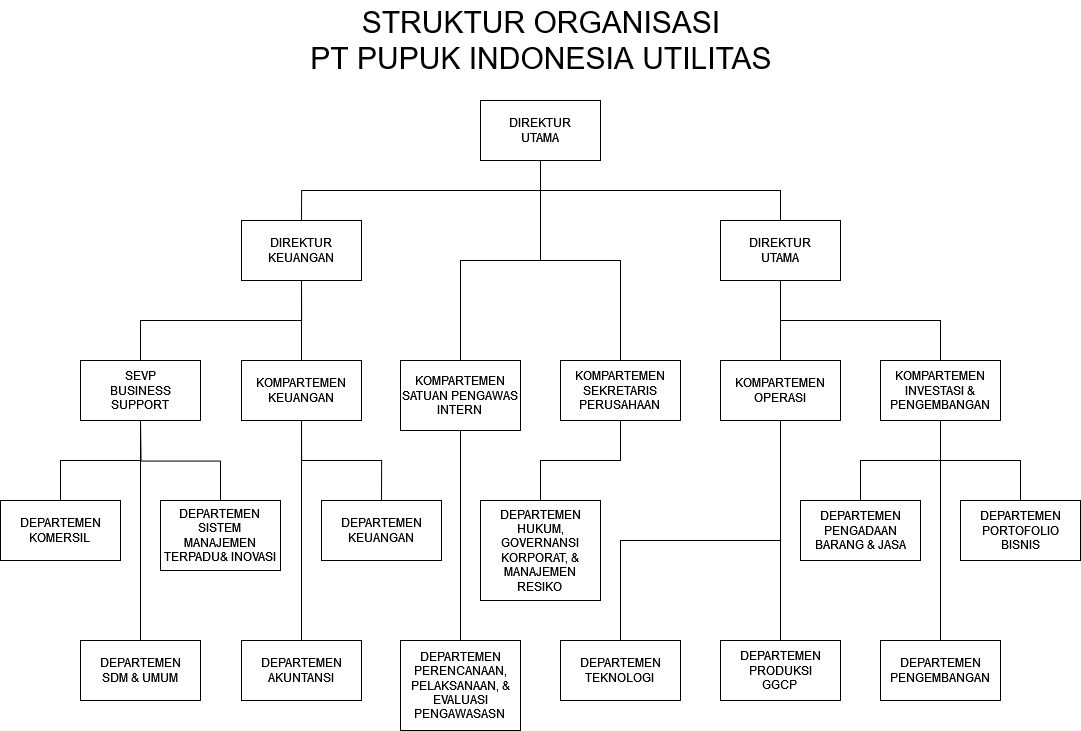 STRUKTUR ORGANISASI
PT PUPUK INDONESIA UTILITAS
DIREKTUR
UTAMA
DIREKTUR
KEUANGAN
DIREKTUR
UTAMA
SEVP
BUSINESS
SUPPORT
KOMPARTEMEN
KEUANGAN
KOMPARTEMEN
SATUAN PENGAWAS
INTERN
KOMPARTEMEN
SEKRETARIS
PERUSAHAAN
KOMPARTEMEN
OPERASI
KOMPARTEMEN
INVESTASI &
PENGEMBANGAN
DEPARTEMEN
KOMERSIL
DEPARTEMEN
SISTEM
MANAJEMEN
TERPADU& INOVASI
DEPARTEMEN
KEUANGAN
DEPARTEMEN
HUKUM,
GOVERNANSI
KORPORAT, &
MANAJEMEN
RESIKO
DEPARTEMEN
PENGADAAN
BARANG & JASA
DEPARTEMEN
PORTOFOLIO
BISNIS
DEPARTEMEN
SDM & UMUM
DEPARTEMEN
AKUNTANSI
DEPARTEMEN
PERENCANAAN,
PELAKSANAAN, &
EVALUASI
PENGAWASASN
DEPARTEMEN
TEKNOLOGI
DEPARTEMEN
PRODUKSI
GGCP
DEPARTEMEN
PENGEMBANGAN